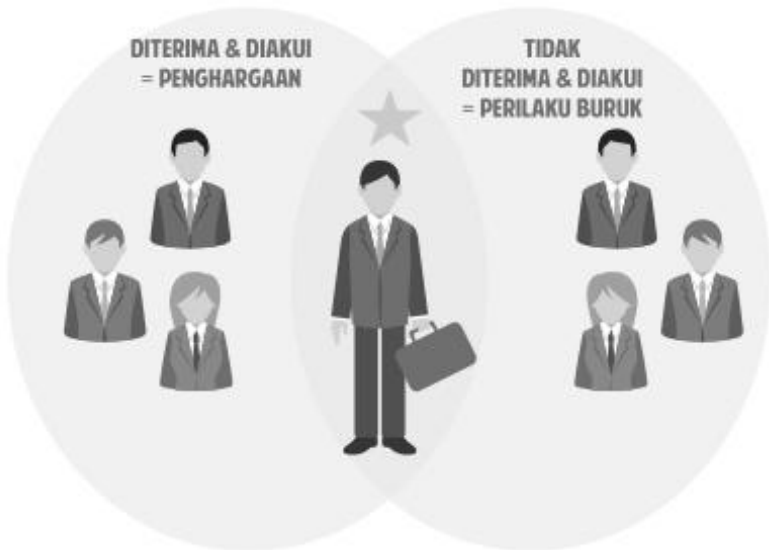 DITERIMA & DIAKUI
= PENGHARGAAN
TIDAK
DITERIMA & DIAKUI
= PERILAKU BURUK